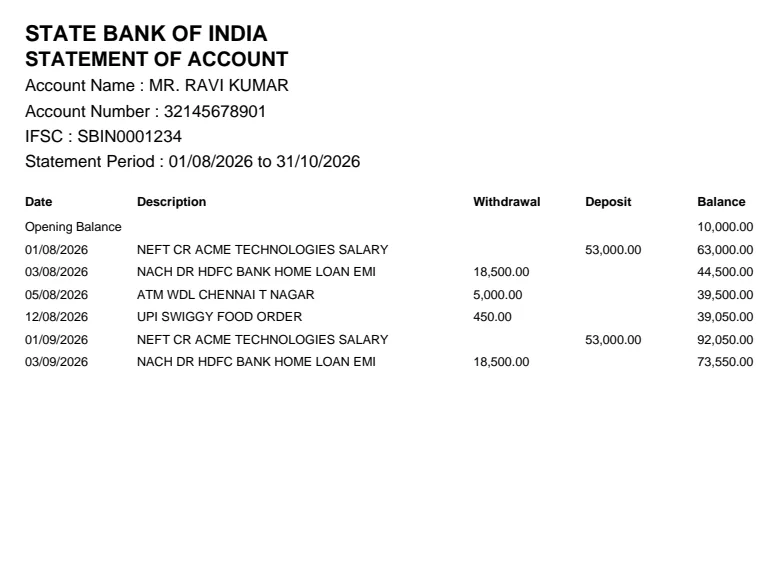 STATE BANK OF INDIA
STATEMENT OF ACCOUNT
Account Name : MR. RAVI KUMAR
Account Number : 32145678901
IFSC : SBIN0001234
Statement Period : 01/08/2026 to 31/10/2026
Date Description Withdrawal Deposit Balance
Opening Balance 10,000.00
01/08/2026 NEFT CR ACME TECHNOLOGIES SALARY 53,000.00 63,000.00
03/08/2026 NACH DR HDFC BANK HOME LOAN EMI 18,500.00 44,500.00
05/08/2026 ATM WDL CHENNAI T NAGAR 5,000.00 39,500.00
12/08/2026 UPI SWIGGY FOOD ORDER 450.00 39,050.00
01/09/2026 NEFT CR ACME TECHNOLOGIES SALARY 53,000.00 92,050.00
03/09/2026 NACH DR HDFC BANK HOME LOAN EMI 18,500.00 73,550.00